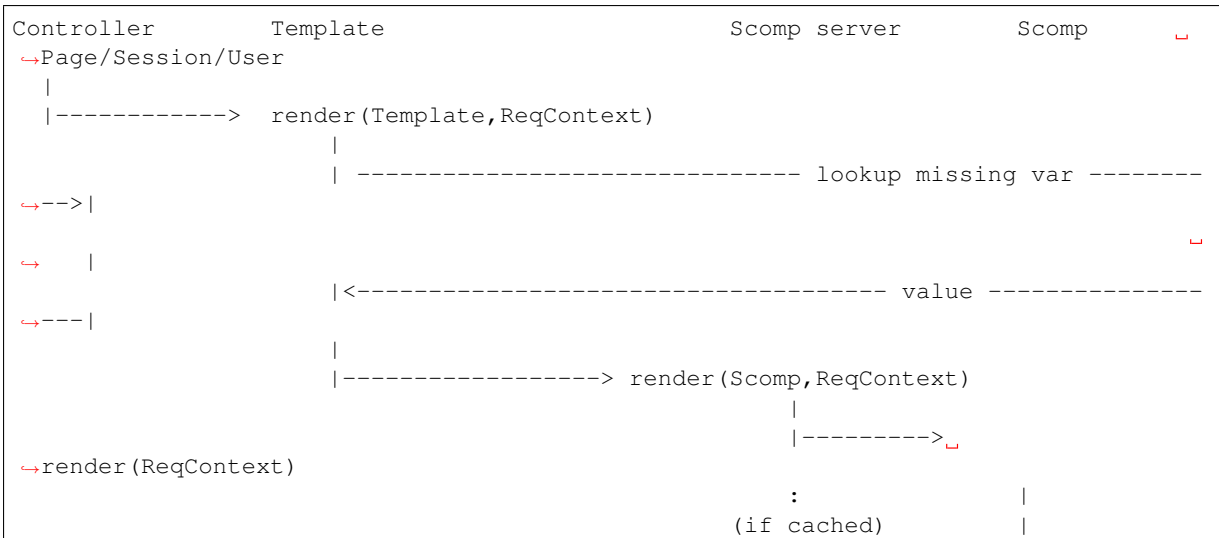 Controller          Template                             Scomp server          Scomp       ␣
↪Page/Session/User
  |
  |------------>  render(Template,ReqContext)
                       |
                       | ------------------------------- lookup missing var --------
↪-->|
                                                                                  ␣
↪   |
                       |<------------------------------------- value ---------------
↪---|
                       |
                       |------------------> render(Scomp,ReqContext)
                                                       |
                                                       |--------->␣
↪render(ReqContext)
                                                       :               |
                                                   (if cached)          |